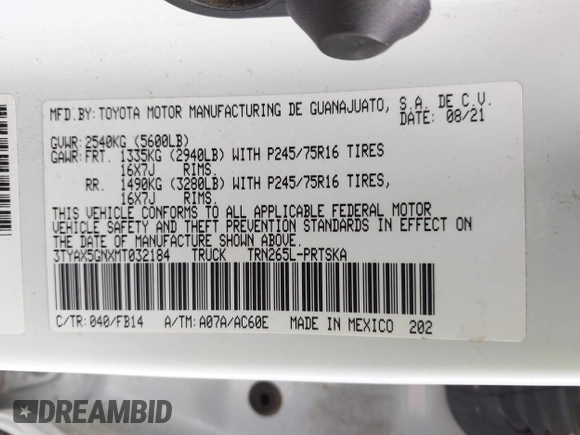 MFD.BY:TOYOTA MOTOR MANUFACTURING DE GUANAJUATO, S.A. DE C.V.
DATE: 08/21
GVWR:2540KG (5600LB)
GAWR:FRT. 1335KG (2940LB) WITH P245/75R16 TIRES
16X7J RIMS.
RR. 1490KG (3280LB) WITH P245/75R16 TIRES,
16X7J RIMS.
THIS VEHICLE CONFORMS TO ALL APPLICABLE FEDERAL MOTOR
VEHICLE SAFETY AND THEFT PREVENTION STANDARDS IN EFFECT ON
THE DATE OF MANUFACTURE SHOWN ABOVE.
3TYAX5GNXMT032184 TRUCK TRN265L-PRTSKA
C/TR:040/FB14 A/TM:A07A/AC60E MADE IN MEXICO 202
DREAMBID